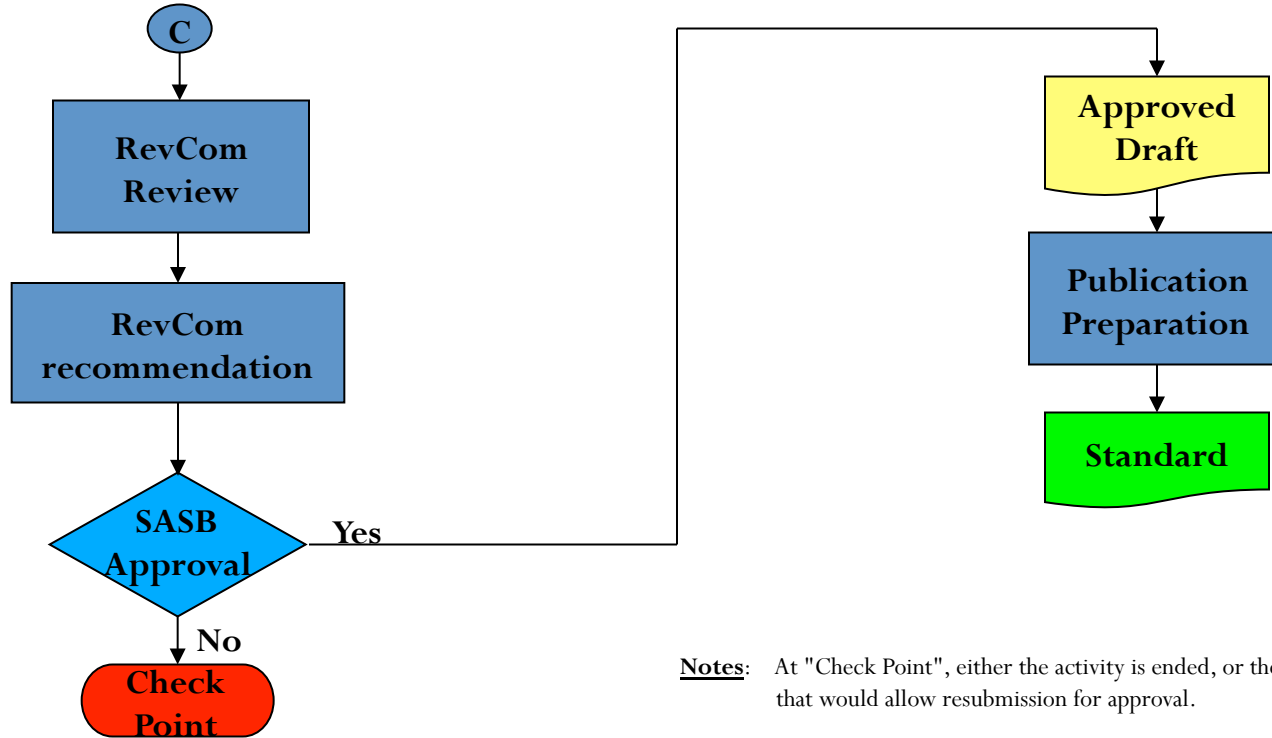 C
RevCom
Review
RevCom
recommendation
SASB
Approval
Yes
No
Check
Point
Approved
Draft
Publication
Preparation
Standard
Notes: At "Check Point", either the activity is ended, or the
that would allow resubmission for approval.